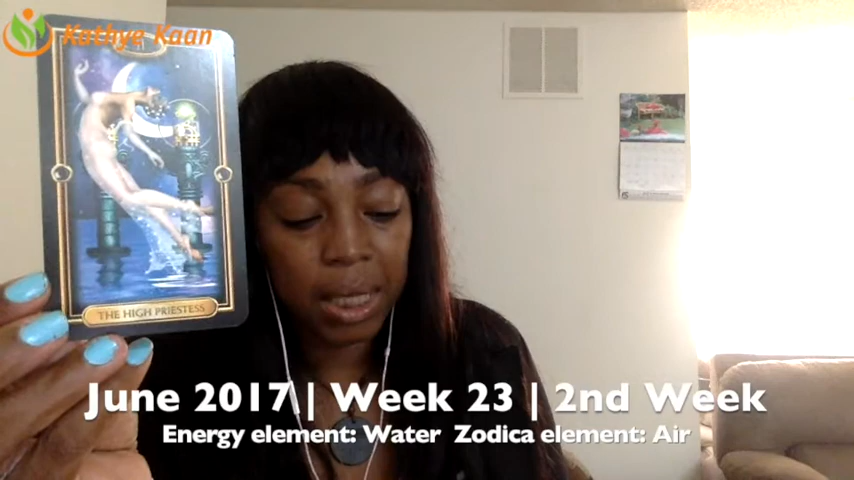 Kathye Kaan
THE HIGH PRIESTESS
June 2017 | Week 23 | 2nd Week
Energy element: Water Zodica element: Air